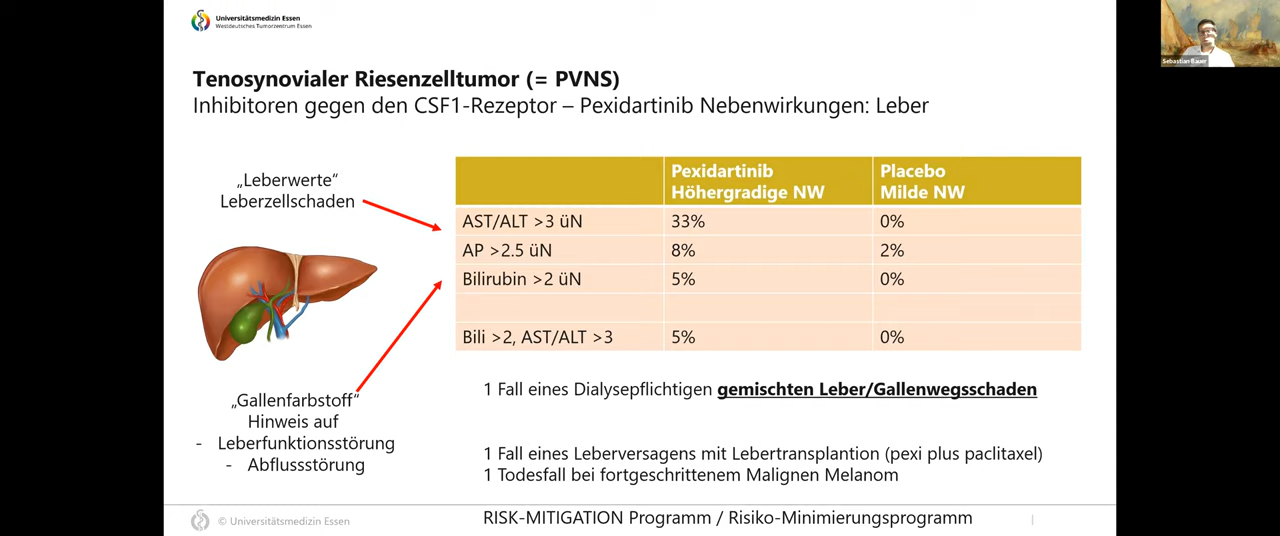 Universitätsmedizin Essen
Westdeutsches Tumorzentrum Essen
Sebastian Bauer
Tenosynovialer Riesenzelltumor (= PVNS)
Inhibitoren gegen den CSF1-Rezeptor – Pexidartinib Nebenwirkungen: Leber
„Leberwerte“
Leberzellschaden
Pexidartinib Höhergradige NW
Placebo Milde NW
AST/ALT >3 üN 33% 0%
AP >2.5 üN 8% 2%
Bilirubin >2 üN 5% 0%
Bili >2, AST/ALT >3 5% 0%
„Gallenfarbstoff“
Hinweis auf
- Leberfunktionsstörung
- Abflussstörung
1 Fall eines Dialysepflichtigen gemischten Leber/Gallenwegsschaden
1 Fall eines Leberversagens mit Lebertransplantion (pexi plus paclitaxel)
1 Todesfall bei fortgeschrittenem Malignen Melanom
© Universitätsmedizin Essen
RISK-MITIGATION Programm / Risiko-Minimierungsprogramm